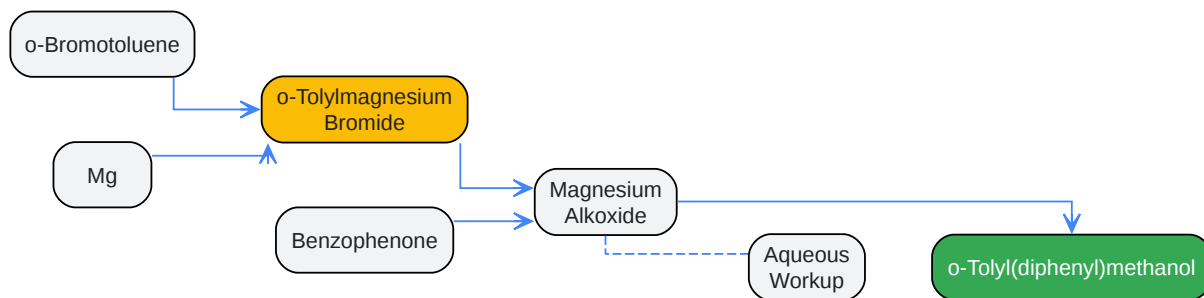 o-Bromotoluene
o-Tolylmagnesium
Bromide
Mg
Magnesium
Alkoxide
Benzophenone
Aqueous
Workup
o-Tolyl(diphenyl)methanol